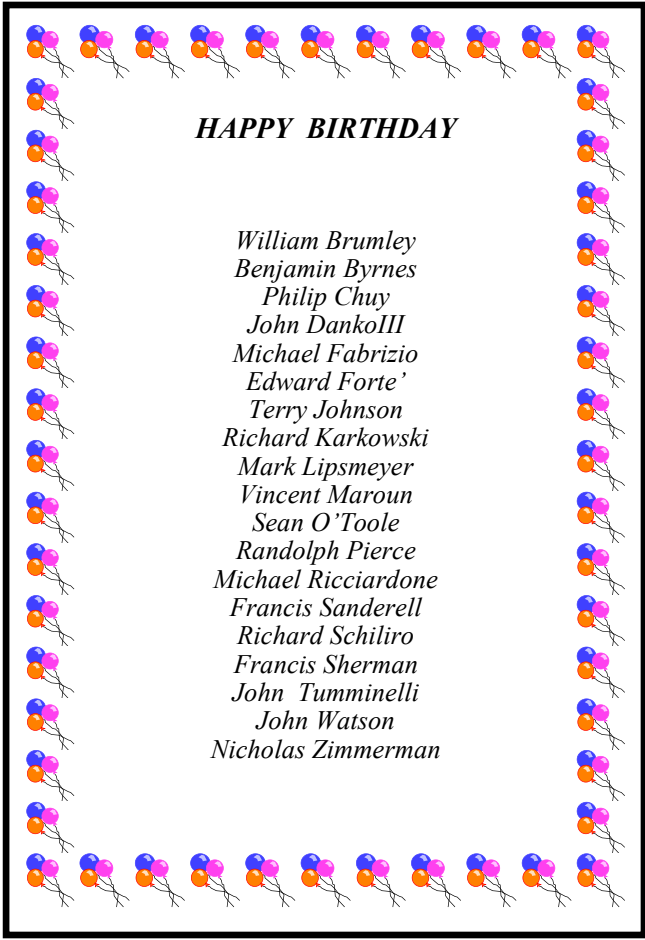 HAPPY BIRTHDAY
William Brumley
Benjamin Byrnes
Philip Chuy
John DankoIII
Michael Fabrizio
Edward Forte’
Terry Johnson
Richard Karkowski
Mark Lipsmeyer
Vincent Maroun
Sean O’Toole
Randolph Pierce
Michael Ricciardone
Francis Sanderell
Richard Schiliro
Francis Sherman
John Tumminelli
John Watson
Nicholas Zimmerman